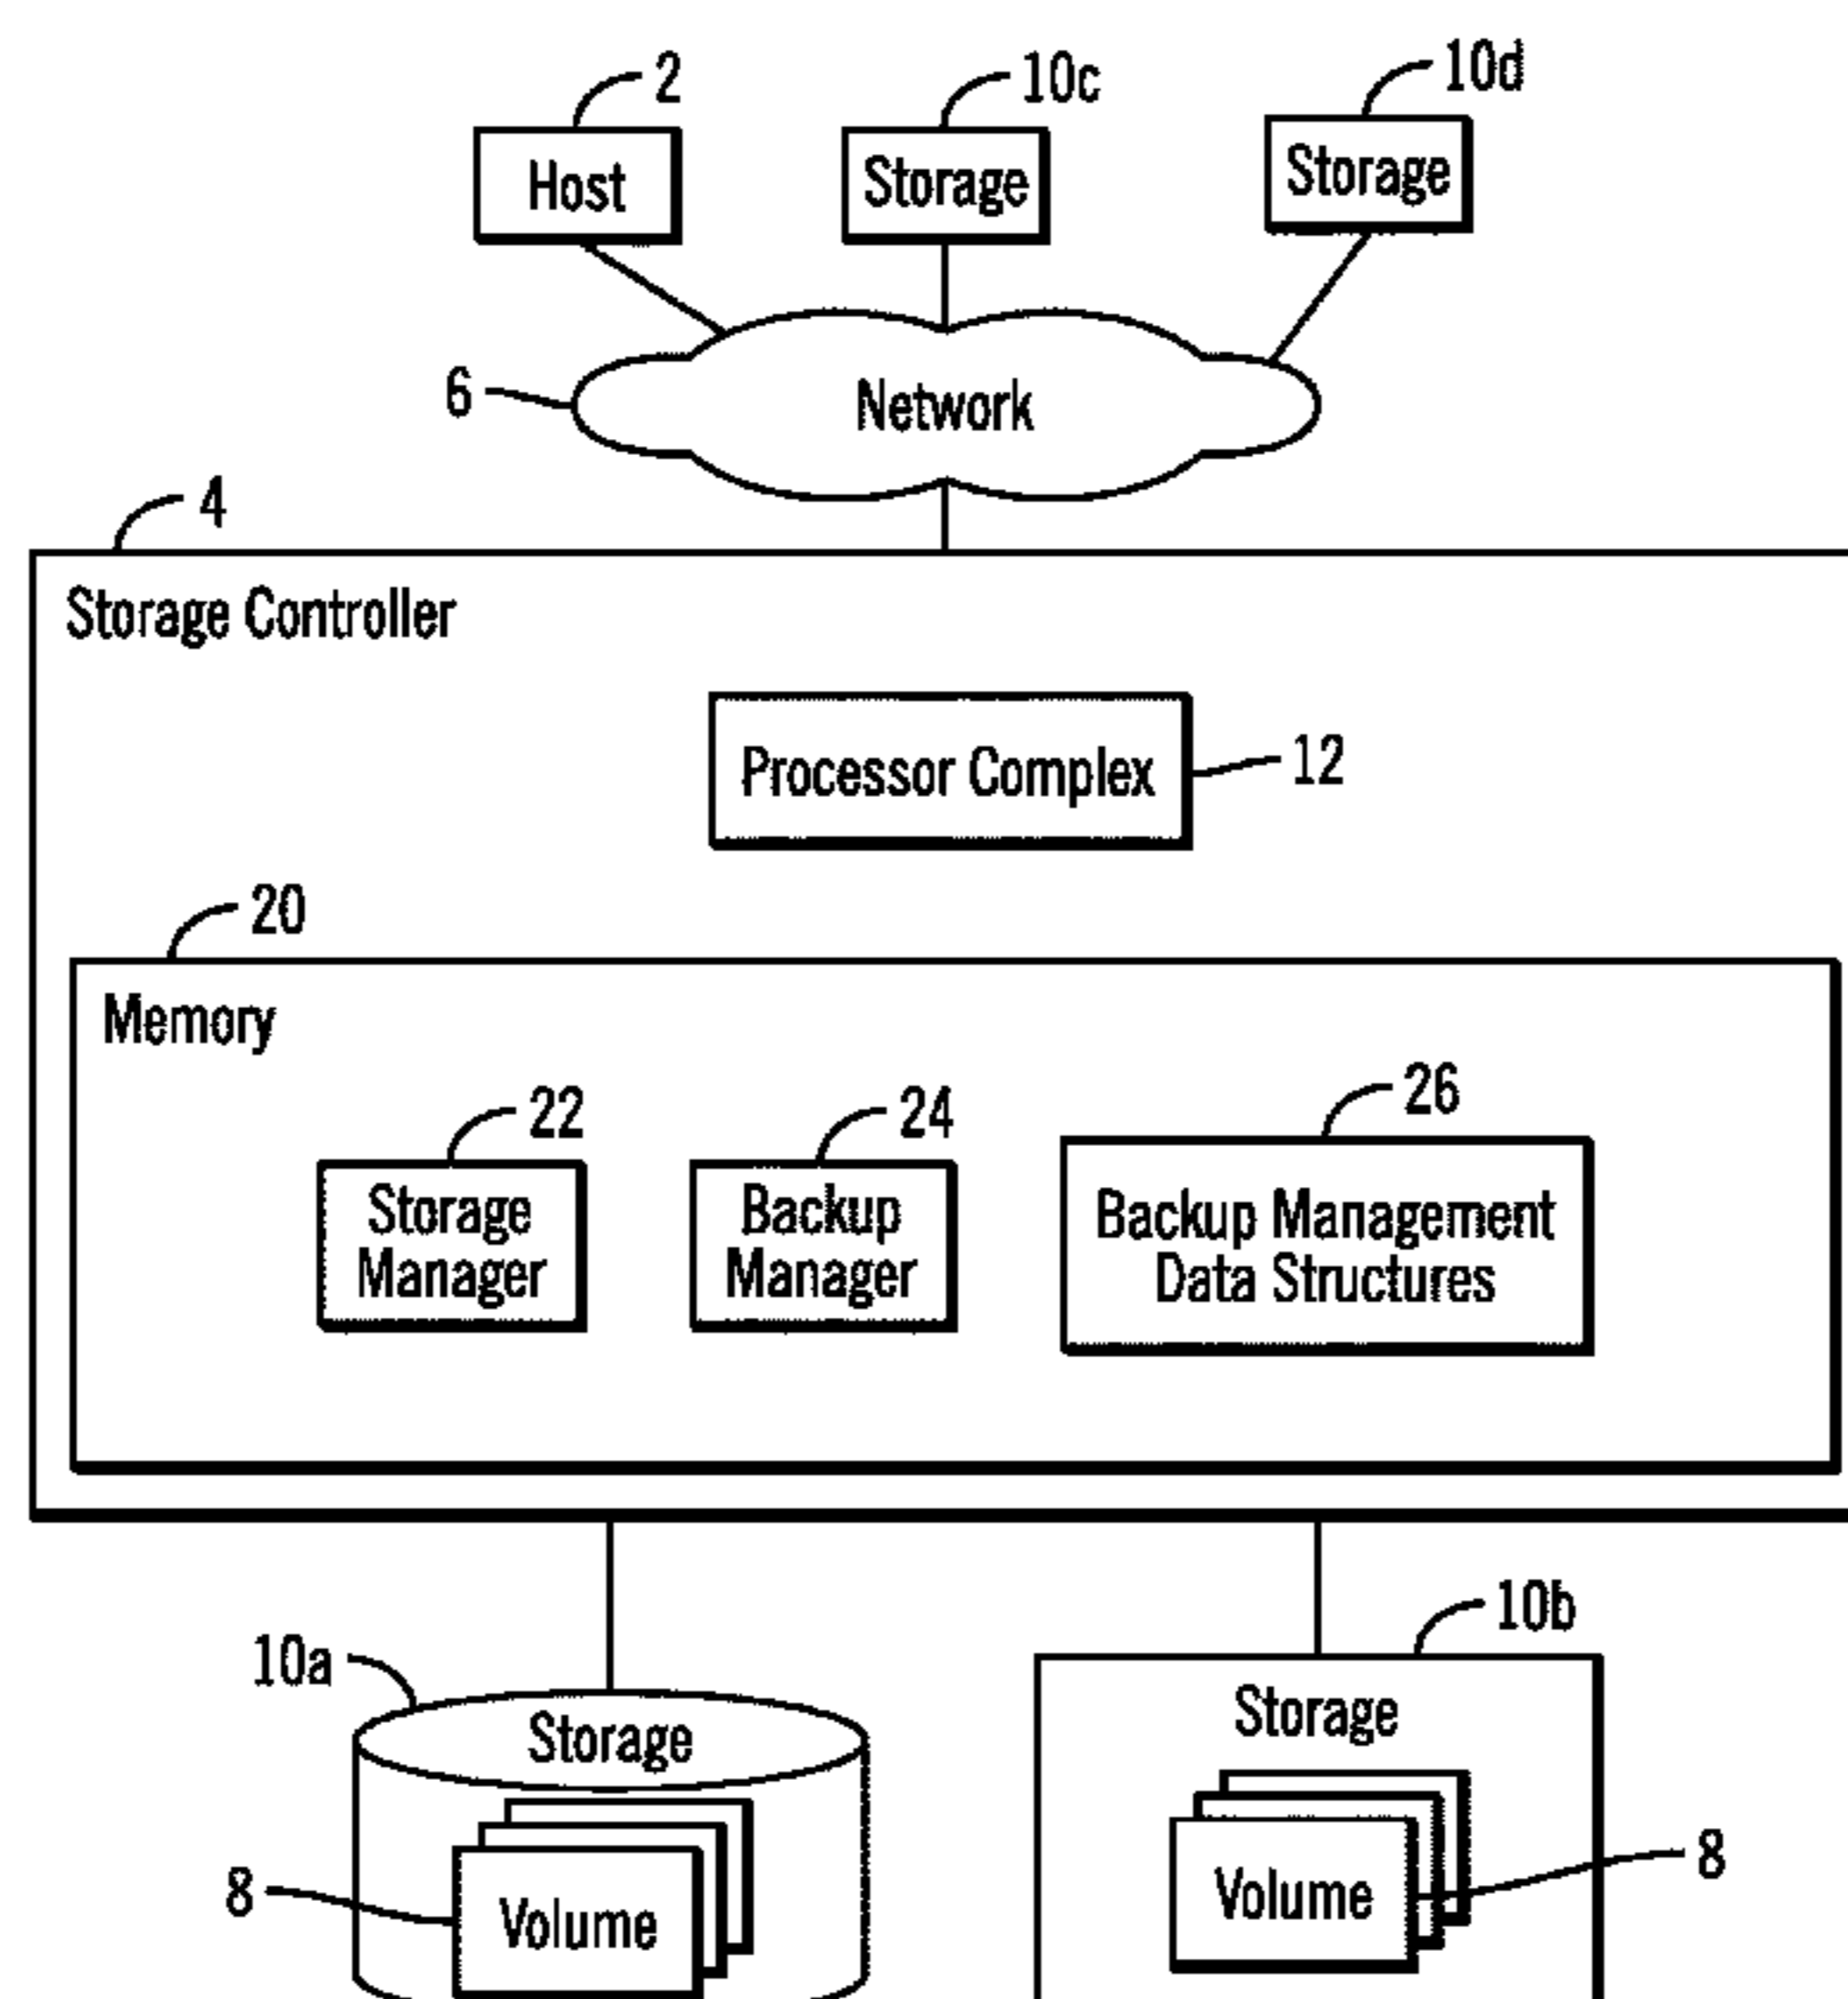 2
10c
10d
Host
Storage
Storage
6
Network
4
Storage Controller
Processor Complex
12
20
Memory
22
24
26
Storage
Manager
Backup
Manager
Backup Management
Data Structures
10a
10b
Storage
Storage
8
Volume
Volume
8